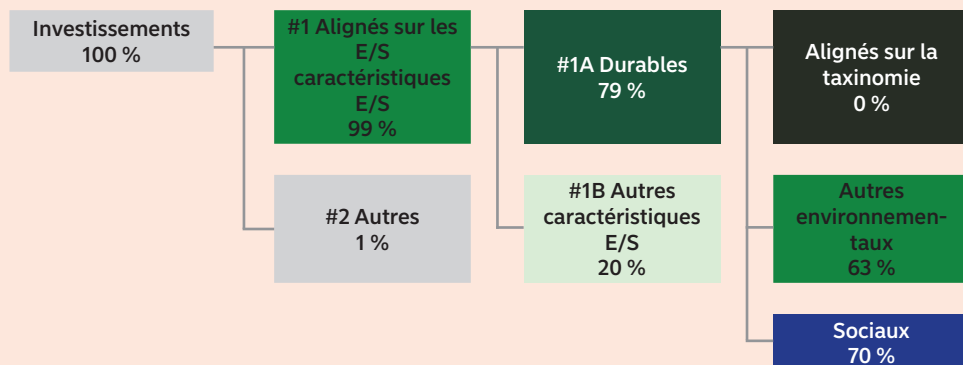 Investissements
100 %
#1 Alignés sur les
E/S
caractéristiques
E/S
99 %
#2 Autres
1 %
#1A Durables
79 %
#1B Autres
caractéristiques
E/S
20 %
Alignés sur la
taxinomie
0 %
Autres
environnemen-
taux
63 %
Sociaux
70 %